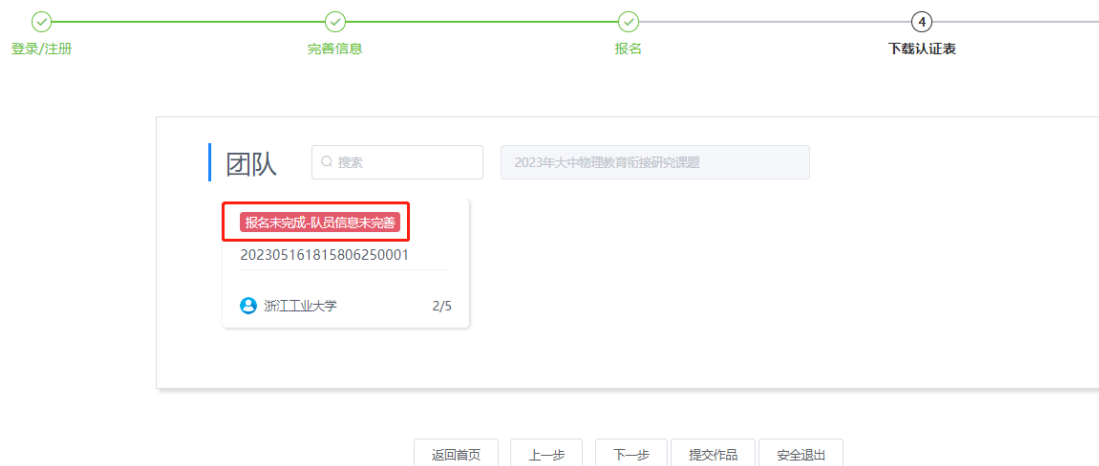 4
登录/注册 完善信息 报名 下载认证表
团队 搜索 2023年大中物理教育衔接研究课题
报名未完成-队员信息未完善
202305161815806250001
浙江工业大学 2/5
返回首页 上一步 下一步 提交作品 安全退出